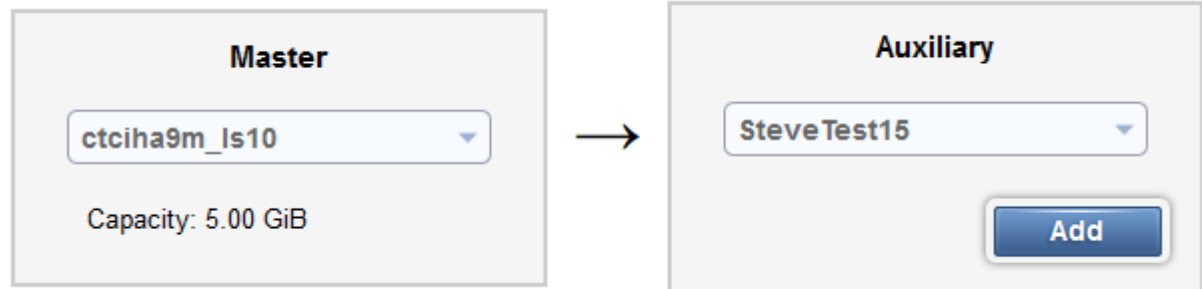 Master
ctciha9m_ls10
Capacity: 5.00 GiB
Auxiliary
SteveTest15
Add